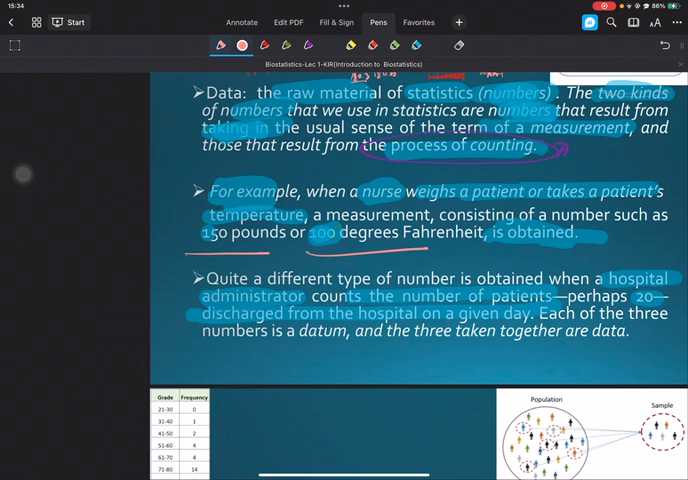 15:34
86%
Start
Annotate Edit PDF Fill & Sign Pens Favorites
Biostatistics-Lec 1-KIR(Introduction to Biostatistics)
➢Data: the raw material of statistics (numbers) . The two kinds
of numbers that we use in statistics are numbers that result from
taking in the usual sense of the term of a measurement, and
those that result from the process of counting.
➢For example, when a nurse weighs a patient or takes a patient's
temperature, a measurement, consisting of a number such as
150 pounds or 100 degrees Fahrenheit, is obtained.
➢Quite a different type of number is obtained when a hospital
administrator counts the number of patients—perhaps 20—
discharged from the hospital on a given day. Each of the three
numbers is a datum, and the three taken together are data.
Grade Frequency
21-30 0
31-40 1
41-50 2
51-60 4
61-70 4
71-80 14
Population
Sample